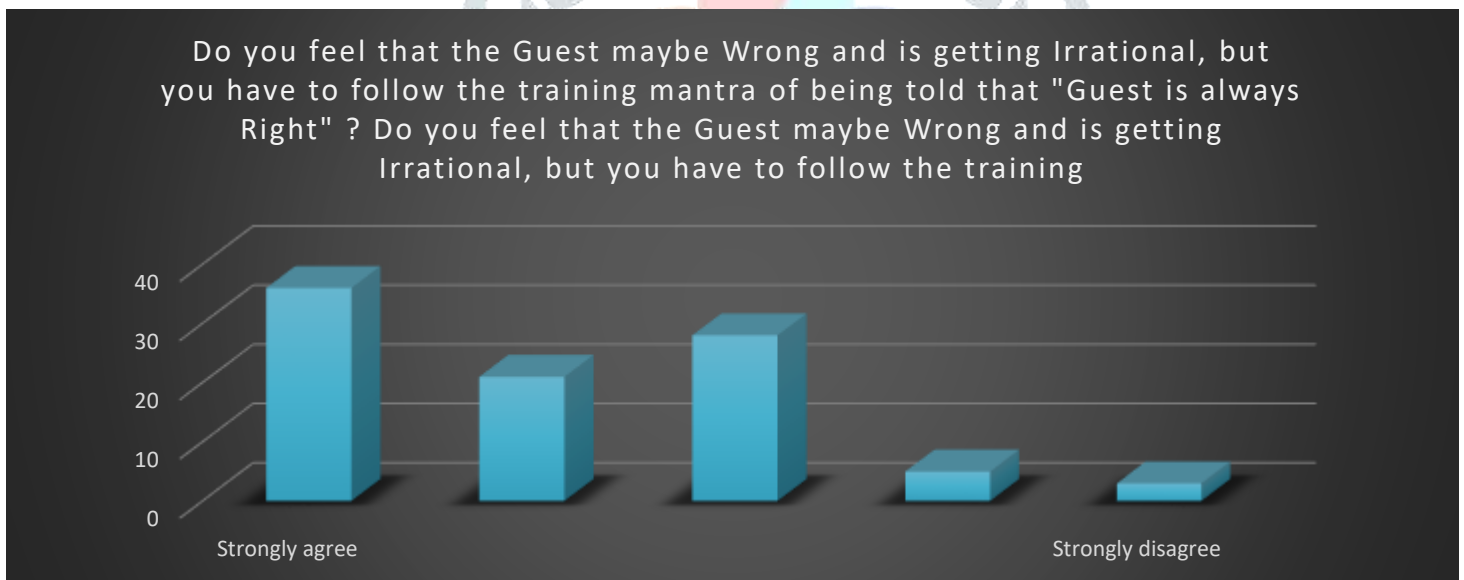 Do you feel that the Guest maybe Wrong and is getting Irrational, but
you have to follow the training mantra of being told that "Guest is always
Right" ? Do you feel that the Guest maybe Wrong and is getting
Irrational, but you have to follow the training
40
30
20
10
0
Strongly agree
Strongly disagree